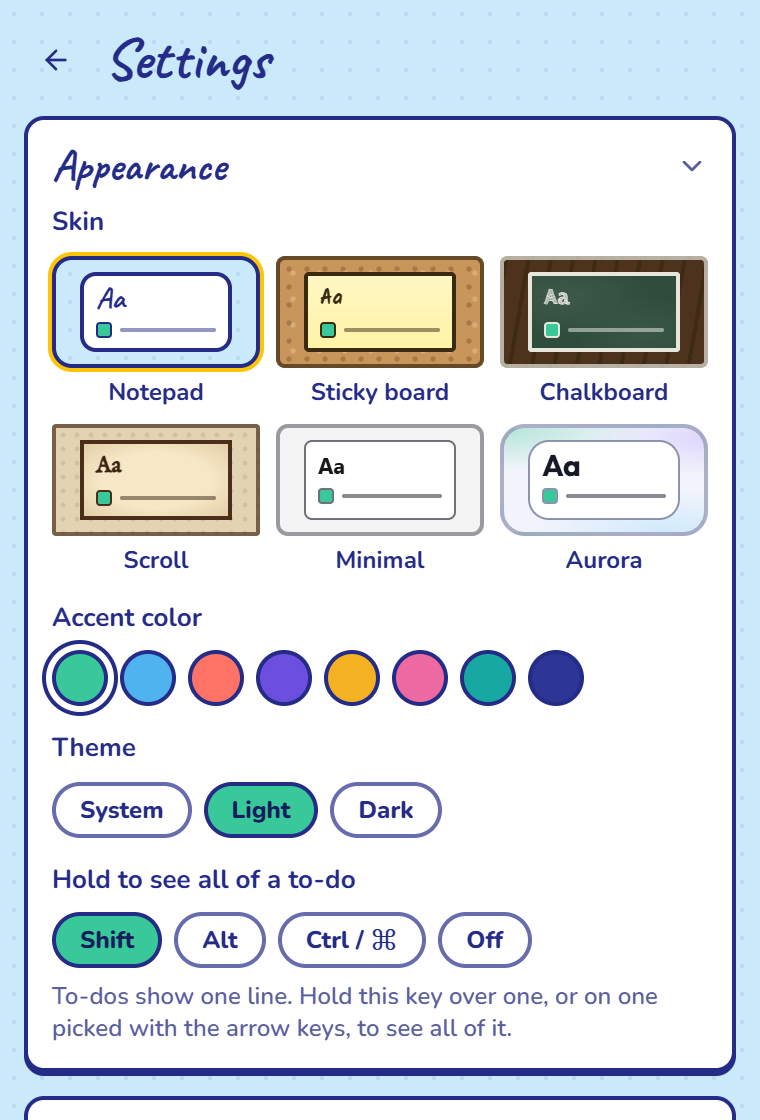 Settings
Appearance
Skin
Aa
Aa
Aa
Notepad
Sticky board
Chalkboard
Aa
Aa
Aa
Scroll
Minimal
Aurora
Accent color
Theme
System
Light
Dark
Hold to see all of a to-do
Shift
Alt
Ctrl / ⌘
Off
To-dos show one line. Hold this key over one, or on one
picked with the arrow keys, to see all of it.